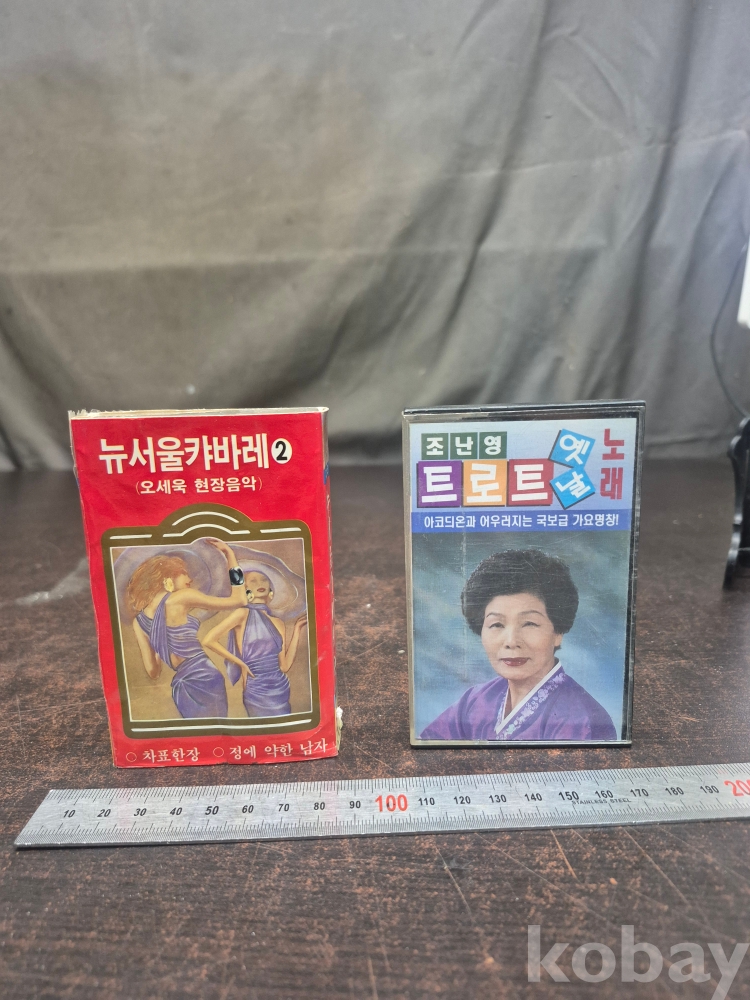 뉴서울캬바레②
(오세욱 현장음악)
○ 차표한장 ○ 정에 약한 남자
조난영
트로트 옛날 노래
아코디온과 어우러지는 국보급 가요명창!
10 20 30 40 50 60 70 80 90 100 110 120 130 140 150 160 170 180 190 200
STAINLESS STEEL
kobay